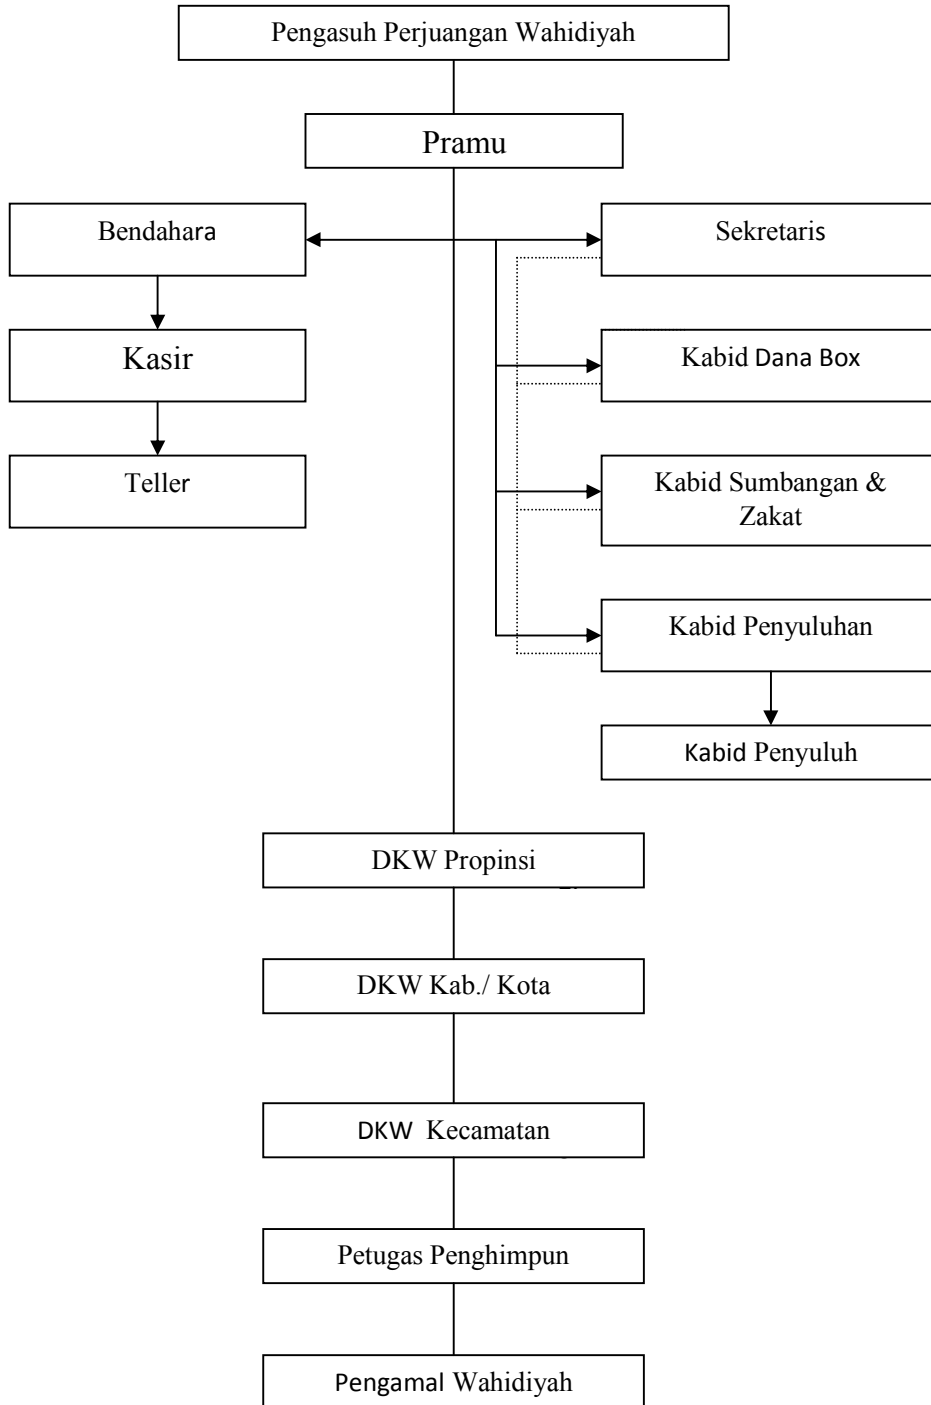 Pengasuh Perjuangan Wahidiyah
Pramu
Bendahara
Sekretaris
Kasir
Kabid Dana Box
Teller
Kabid Sumbangan &
Zakat
Kabid Penyuluhan
Kabid Penyuluh
DKW Propinsi
DKW Kab./ Kota
DKW Kecamatan
Petugas Penghimpun
Pengamal Wahidiyah